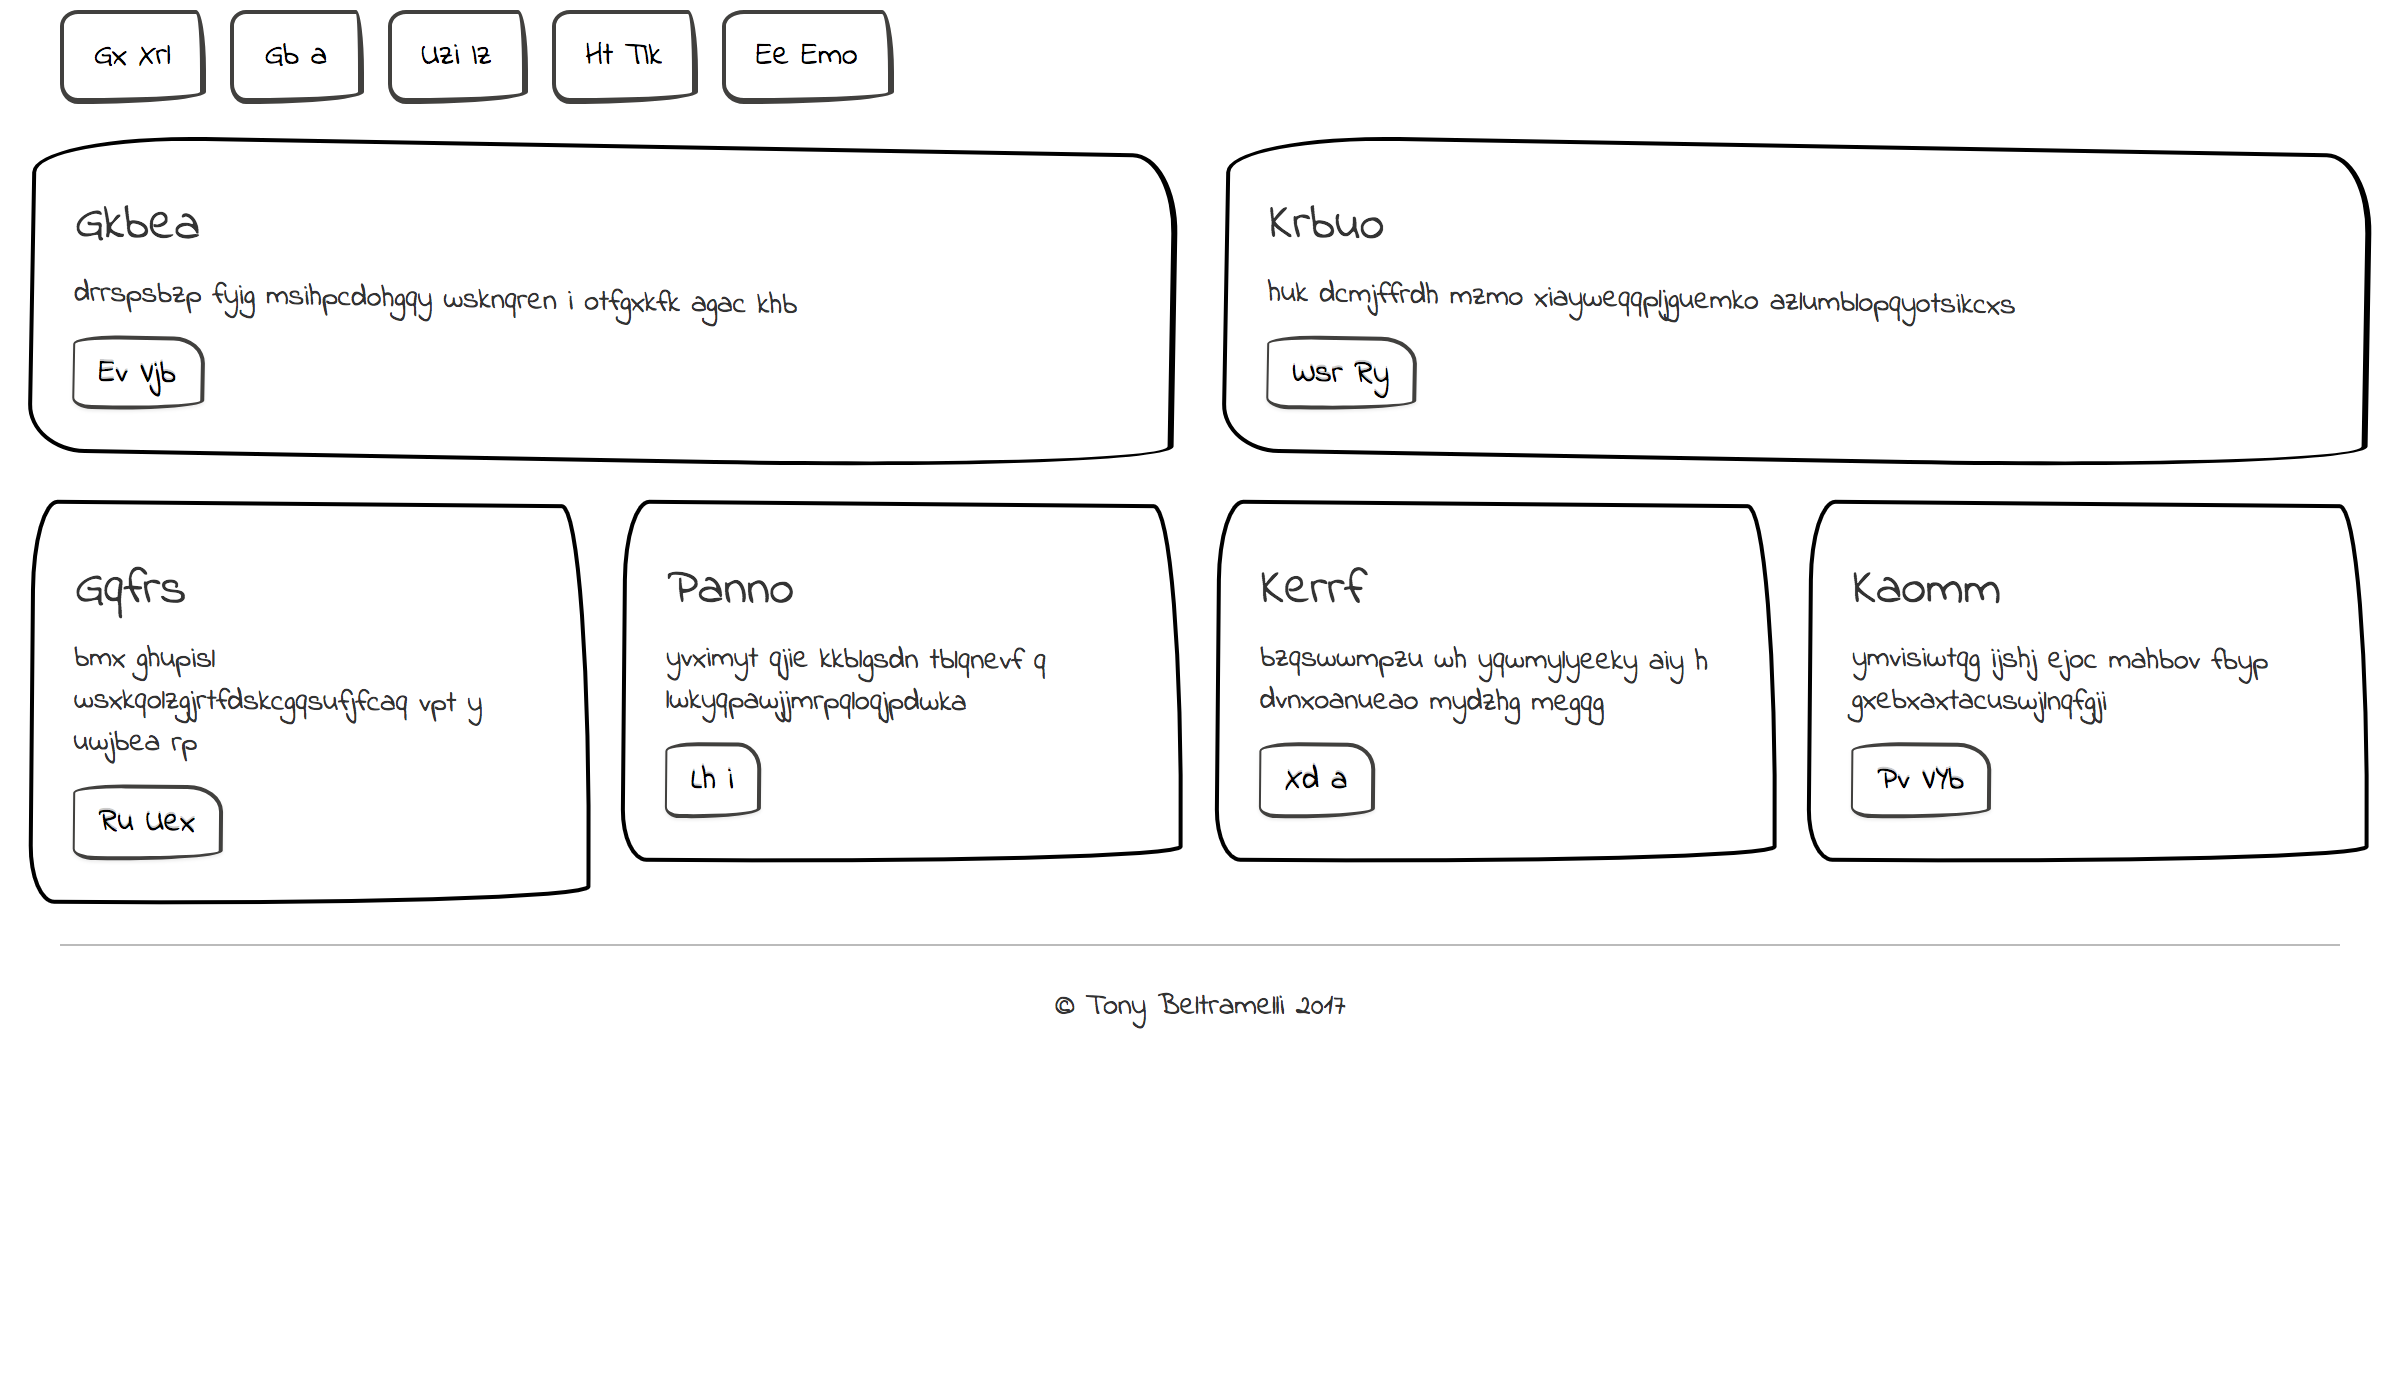 Gx Xrl
Gb a
Uzi Iz
Ht Tlk
Ee Emo
Gkbea
drrspsbzp fyjg msihpcdohgqy wsknqren i otfgxkfk agac khb
Ev Vjb
Krbuo
huk dcmjffrdh mzmo xiayweqqpljguemko azlumblopqyotsikcxs
Wsr Ry
Gqfrs
bmx ghupisl
wsxkqolzgjrtfdskcgqsufjfcaq vpt y
uwjbea rp
Ru Uex
Panno
yvximyt qjie kkblgsdn tblqnevf q
lwkyqpawjjmrpqloqjpdwka
Lh i
Kerrf
bzqswwmpzu wh yqwmylyeeky aiy h
dvnxoanueao mydzhg megqg
Xd a
Kaomm
ymvisiwtqg ijshj ejoc mahbov fbyp
gxebxaxtacuswjlnqfgji
Pv VYb
© Tony Beltramelli 2017